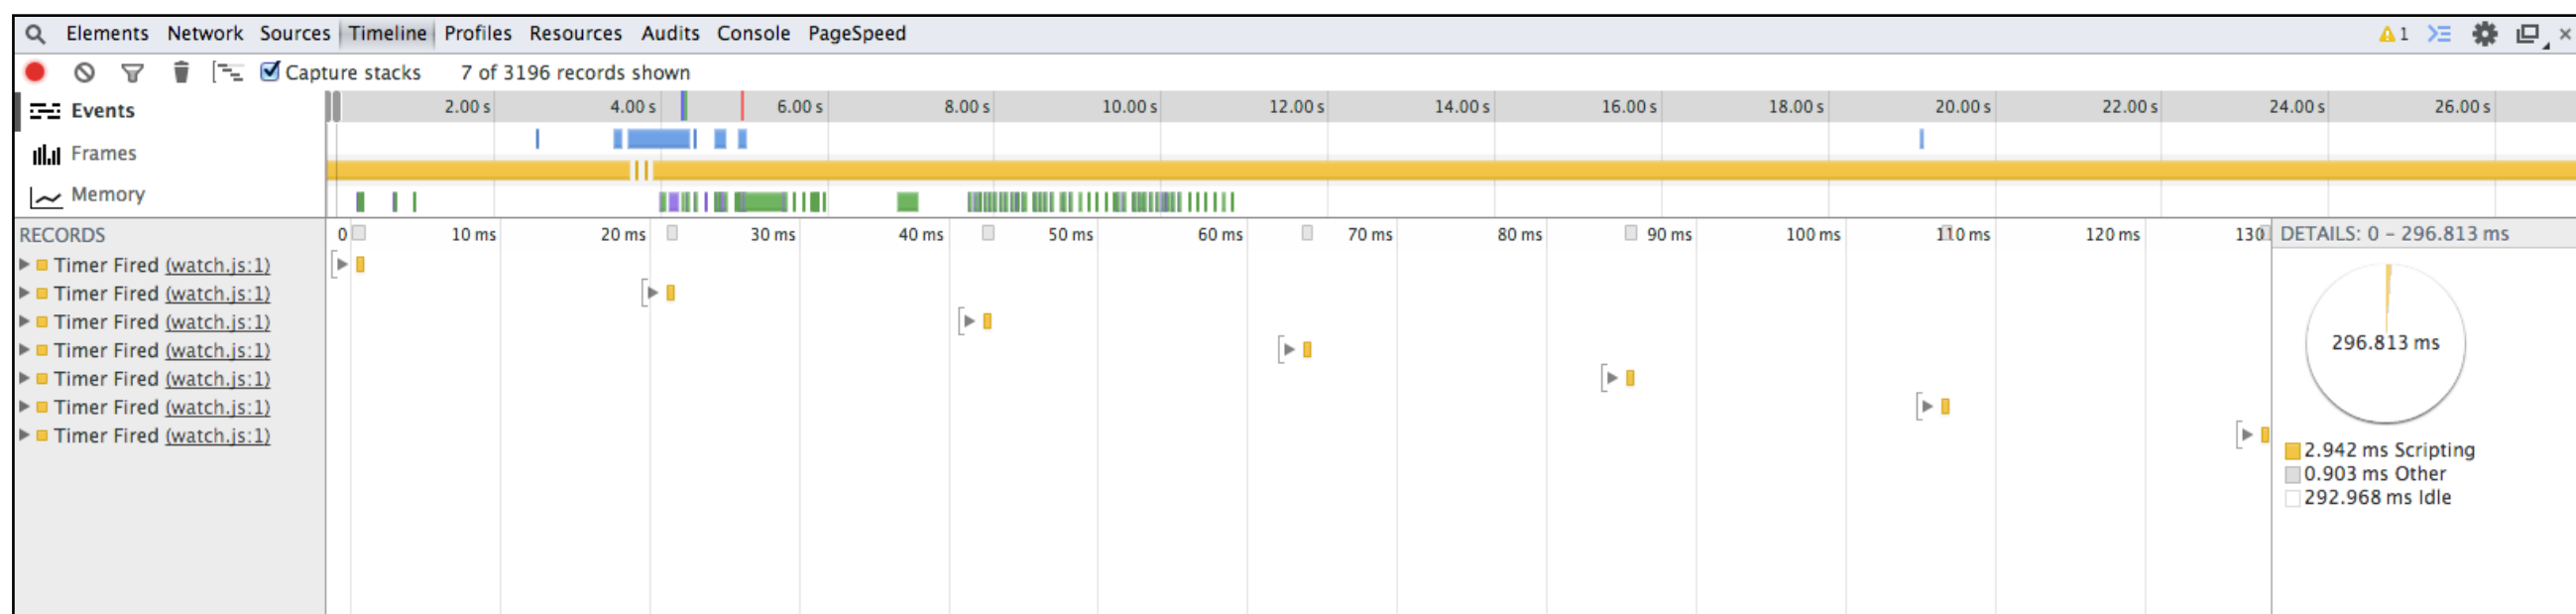 Elements Network Sources Timeline Profiles Resources Audits Console PageSpeed 1
Capture stacks 7 of 3196 records shown
Events 2.00 s 4.00 s 6.00 s 8.00 s 10.00 s 12.00 s 14.00 s 16.00 s 18.00 s 20.00 s 22.00 s 24.00 s 26.00 s
Frames
Memory
RECORDS 0 10 ms 20 ms 30 ms 40 ms 50 ms 60 ms 70 ms 80 ms 90 ms 100 ms 110 ms 120 ms 130 DETAILS: 0 – 296.813 ms
Timer Fired (watch.js:1)
Timer Fired (watch.js:1)
Timer Fired (watch.js:1)
Timer Fired (watch.js:1)
296.813 ms
Timer Fired (watch.js:1)
Timer Fired (watch.js:1)
Timer Fired (watch.js:1)
2.942 ms Scripting
0.903 ms Other
292.968 ms Idle